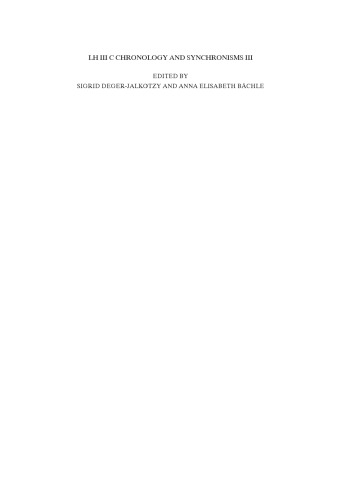 LH III C CHRONOLOGY AND SYNCHRONISMS III
EDITED BY
SIGRID DEGER-JALKOTZY AND ANNA ELISABETH BÄCHLE